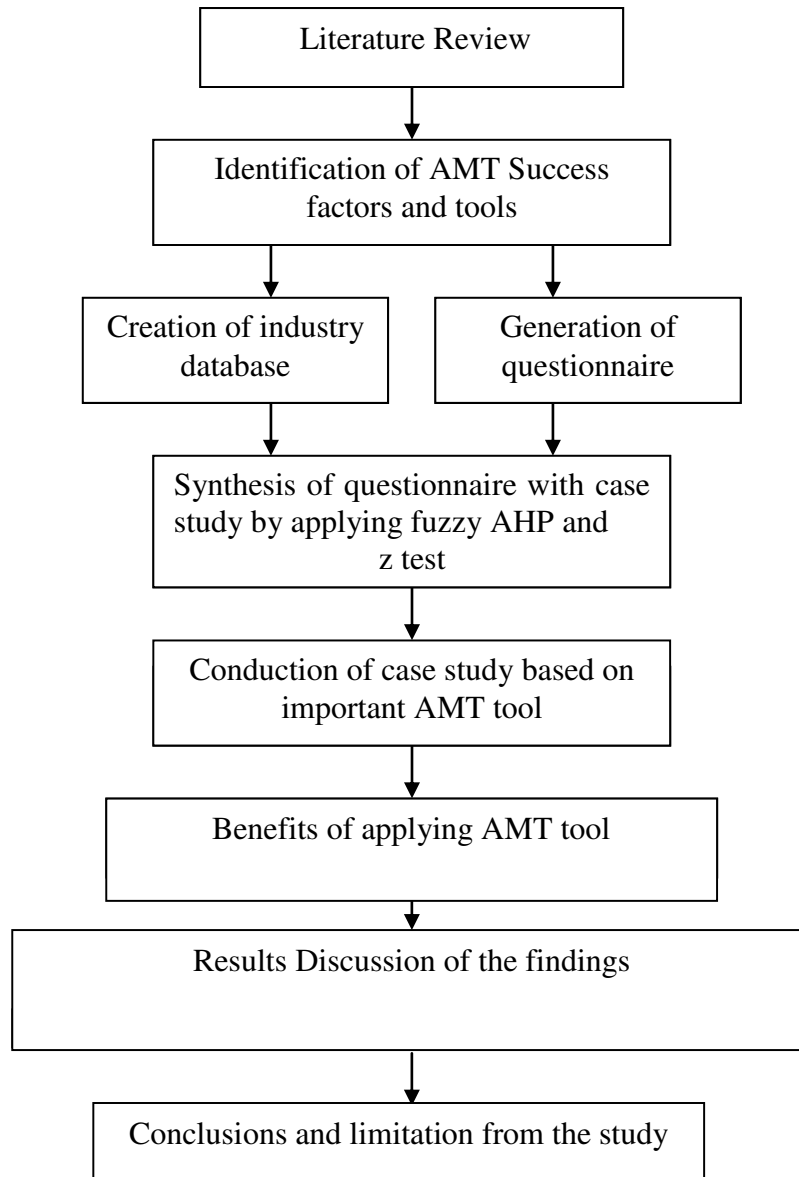 Literature Review
Identification of AMT Success
factors and tools
Creation of industry
database
Generation of
questionnaire
Synthesis of questionnaire with case
study by applying fuzzy AHP and
z test
Conduction of case study based on
important AMT tool
Benefits of applying AMT tool
Results Discussion of the findings
Conclusions and limitation from the study